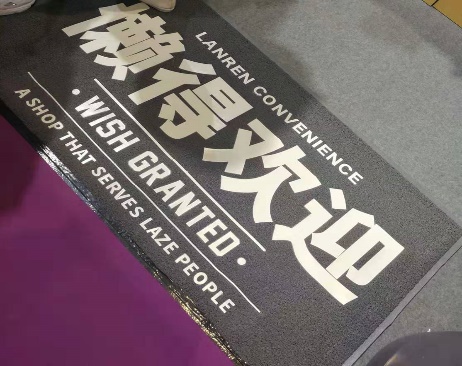 LANREN CONVENIENCE
懒得欢迎
·WISH GRANTED·
A SHOP THAT SERVES LAZE PEOPLE